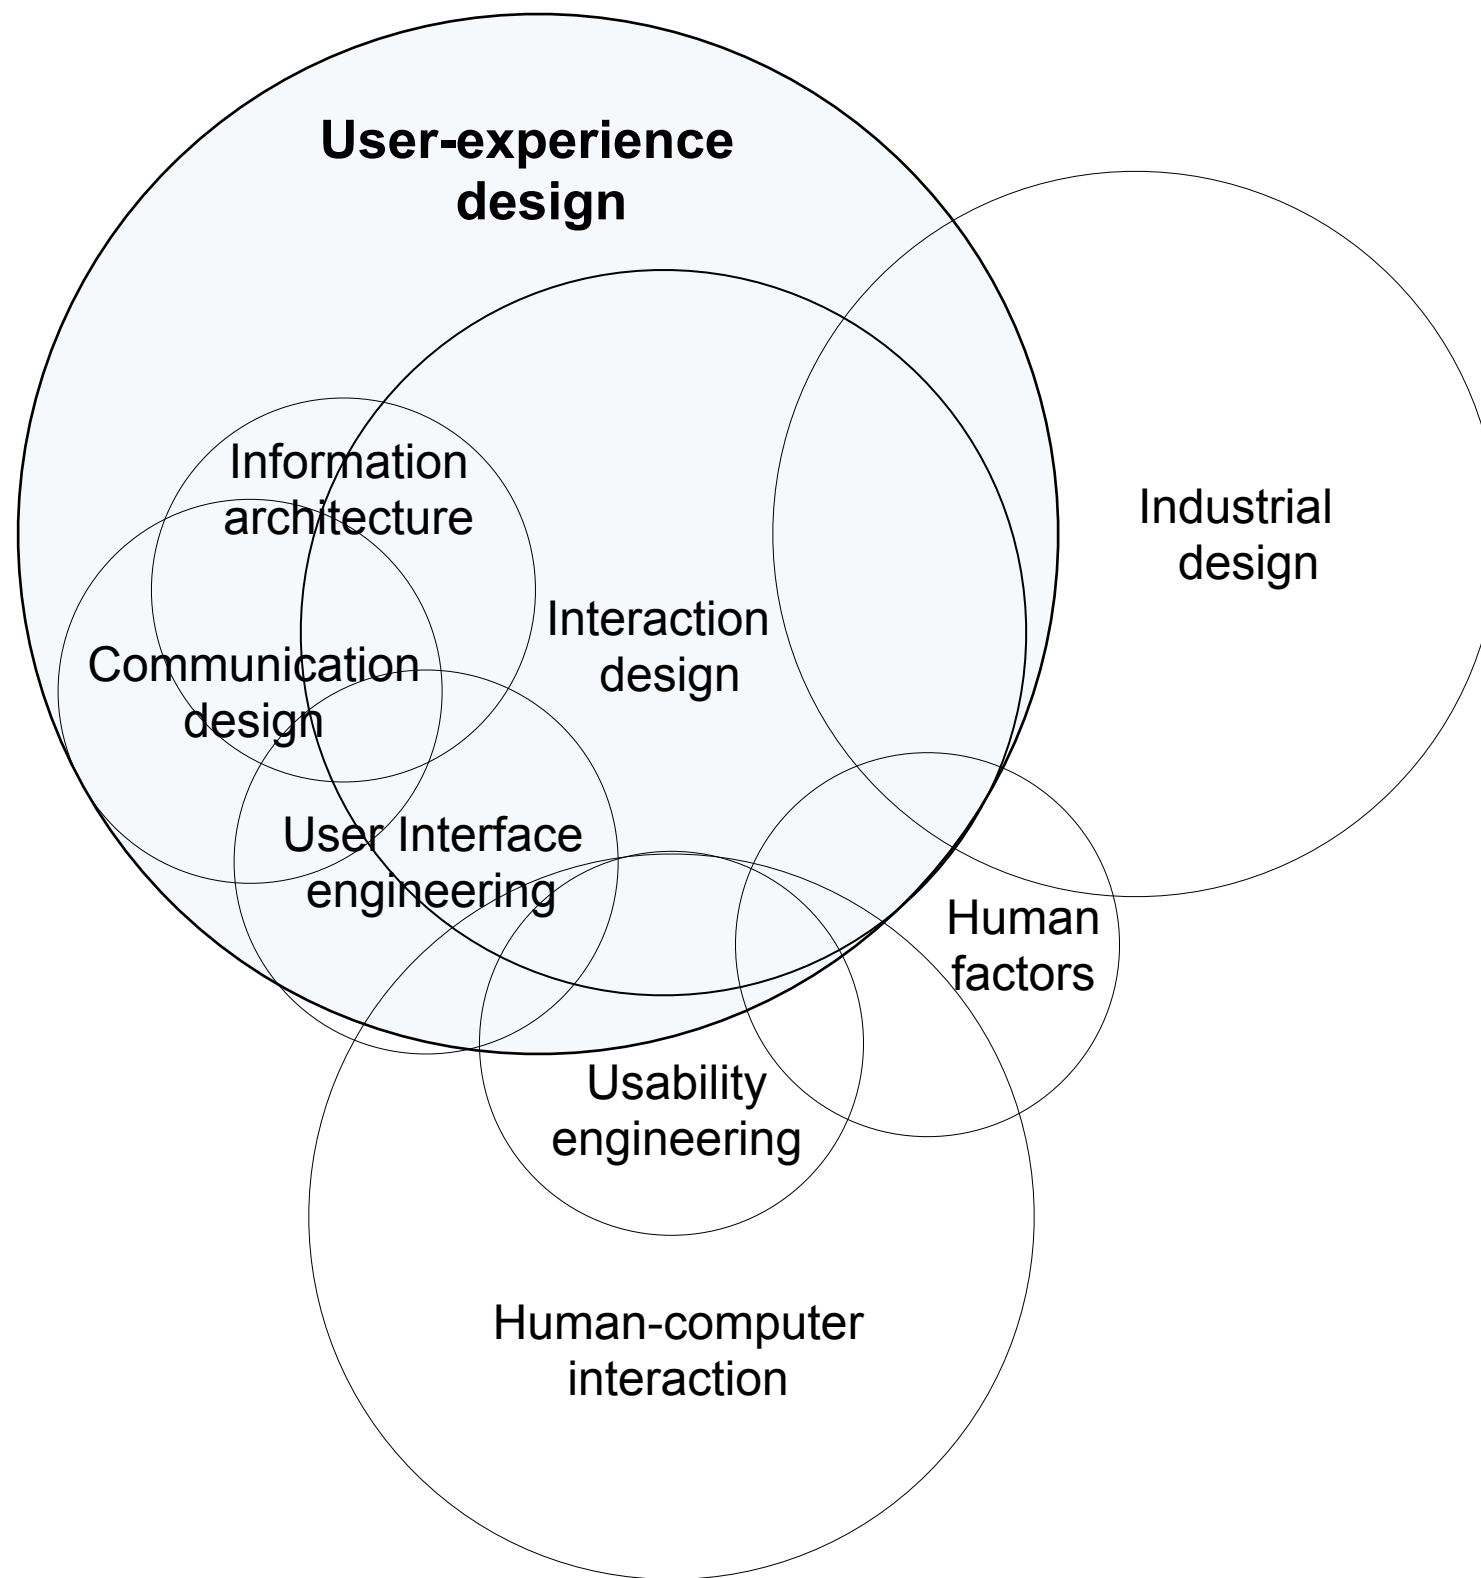 User-experience
design
Information
architecture
Industrial
design
Interaction
design
Communication
design
User Interface
engineering
Human
factors
Usability
engineering
Human-computer
interaction